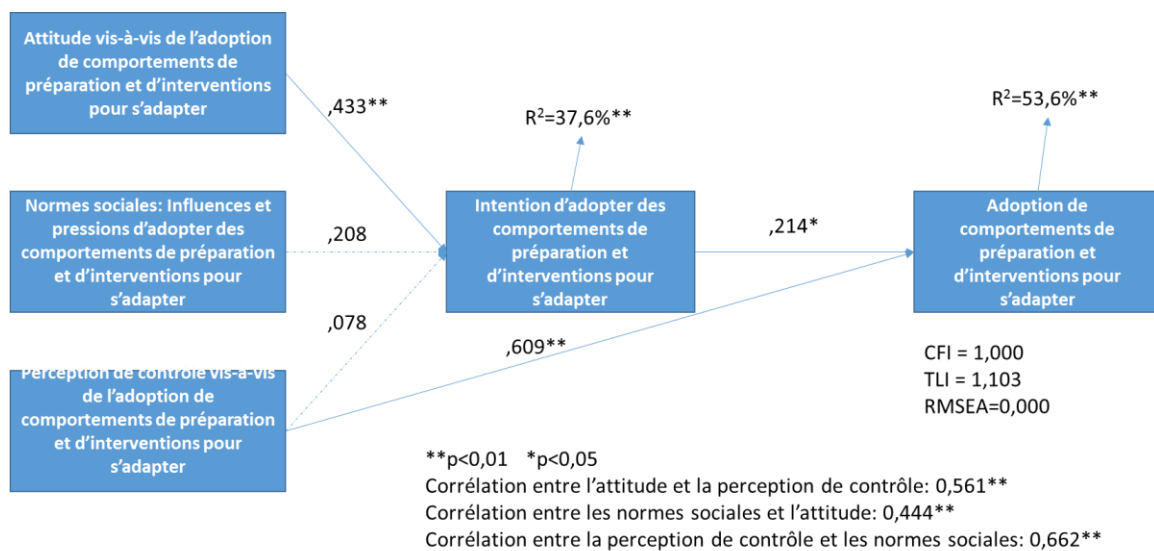 Attitude vis-à-vis de l'adoption
de comportements de
préparation et d'interventions
pour s'adapter
,433**
R²=37,6%**
R²=53,6%**
Normes sociales: Influences et
pressions d'adopter des
comportements de préparation
et d'interventions pour
s'adapter
,208
Intention d'adopter des
comportements de
préparation et
d'interventions pour
s'adapter
,214*
Adoption de
comportements de
préparation et
d'interventions pour
s'adapter
,078
,609**
Perception de contrôle vis-à-vis
de l'adoption de
comportements de préparation
et d'interventions pour
s'adapter
CFI = 1,000
TLI = 1,103
RMSEA=0,000
**p<0,01 *p<0,05
Corrélation entre l'attitude et la perception de contrôle: 0,561**
Corrélation entre les normes sociales et l'attitude: 0,444**
Corrélation entre la perception de contrôle et les normes sociales: 0,662**